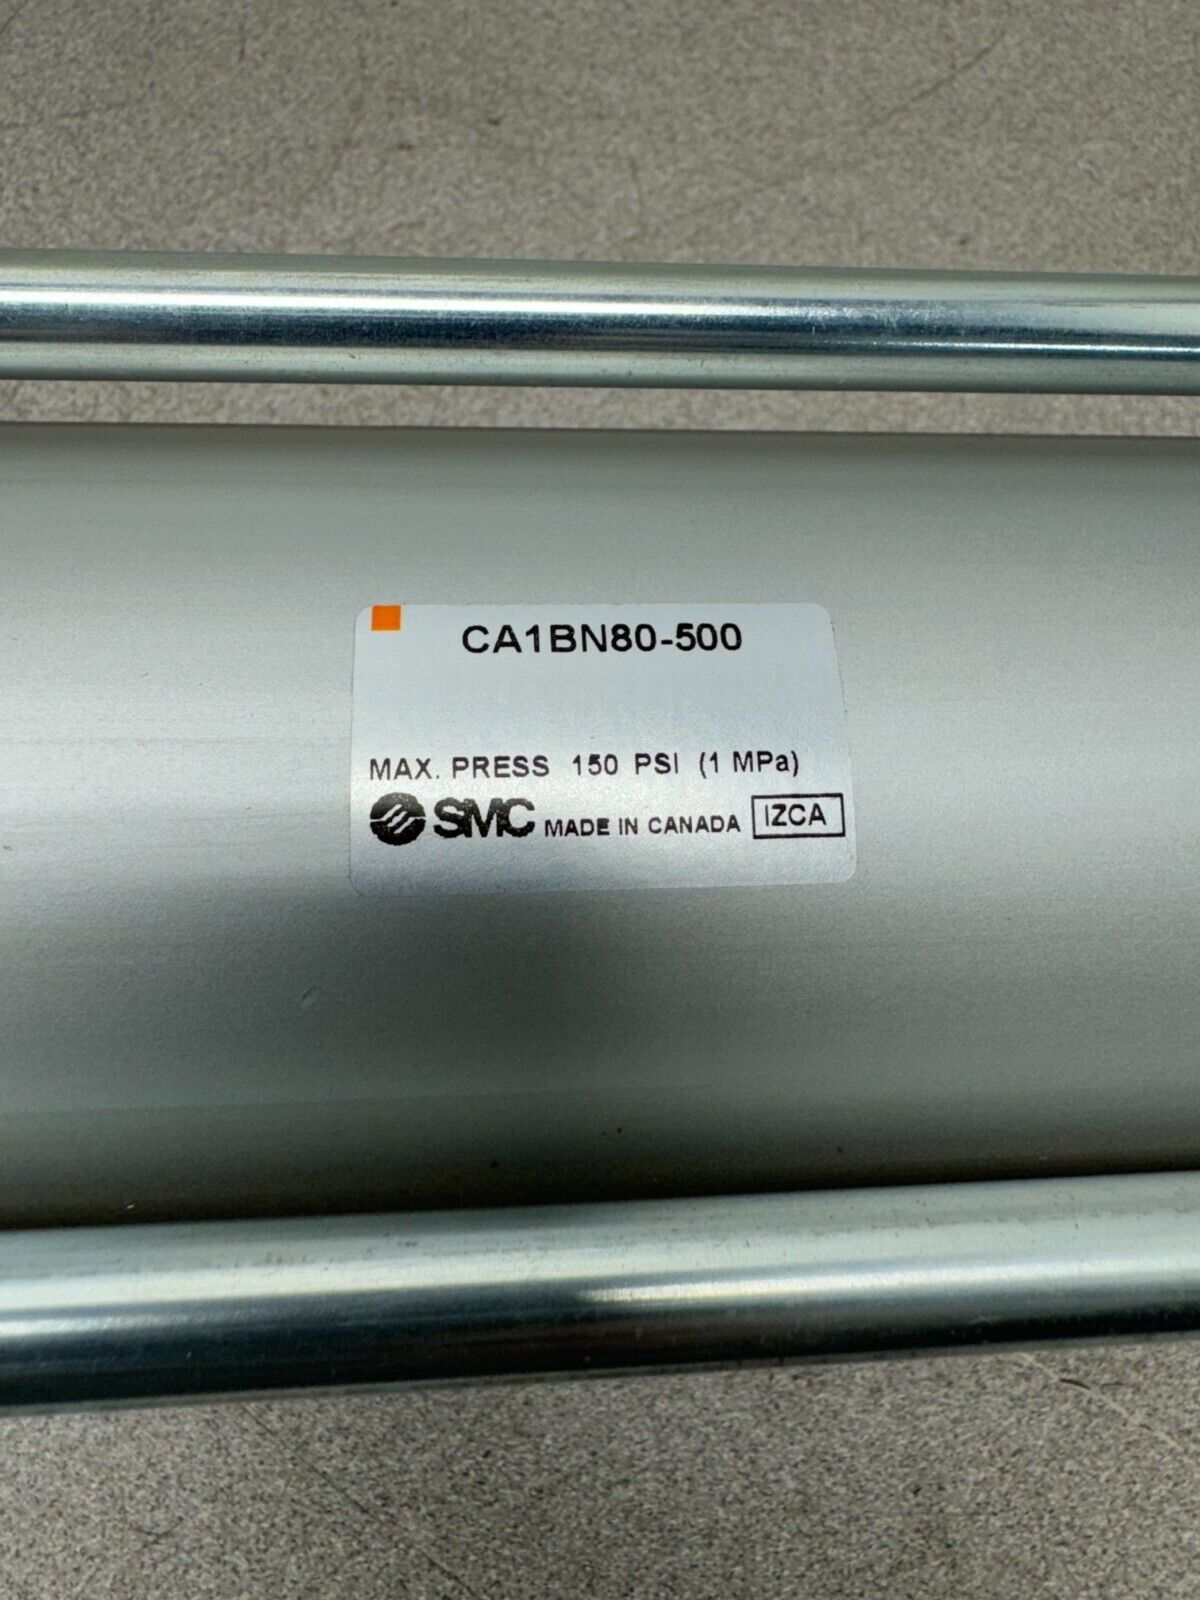 CA1BN80-500
MAX. PRESS 150 PSI (1 MPa)
SMC MADE IN CANADA IZCA